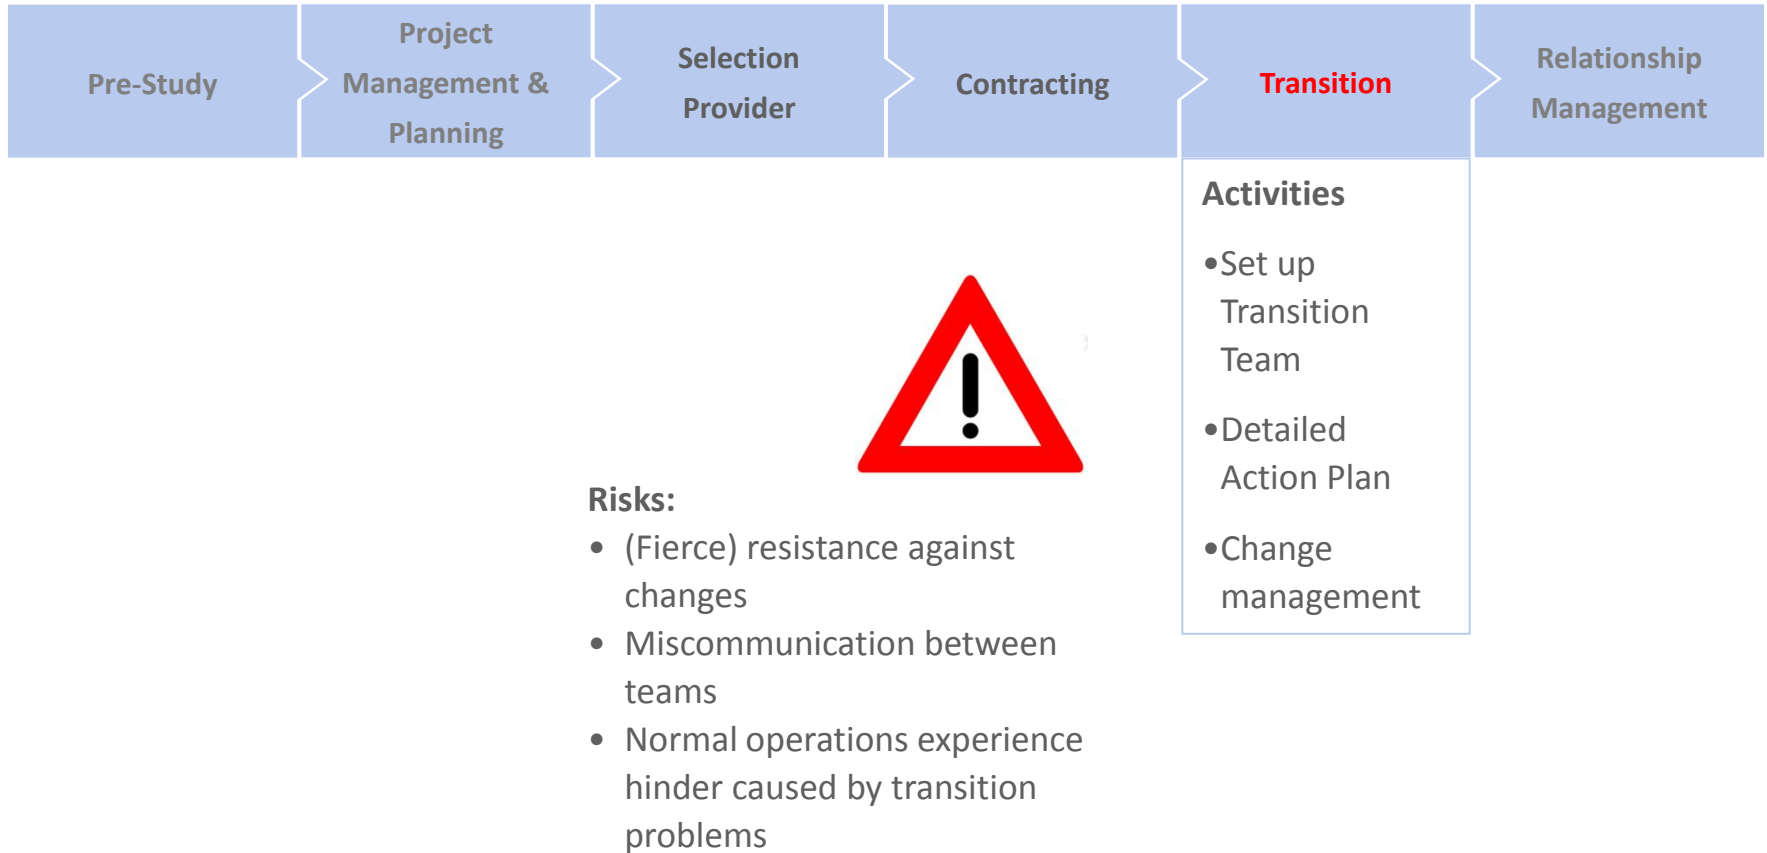 Pre-Study
Project
Management &
Planning
Selection
Provider
Contracting
Transition
Relationship
Management
Activities
•Set up
Transition
Team
•Detailed
Action Plan
•Change
management
Risks:
• (Fierce) resistance against
changes
• Miscommunication between
teams
• Normal operations experience
hinder caused by transition
problems